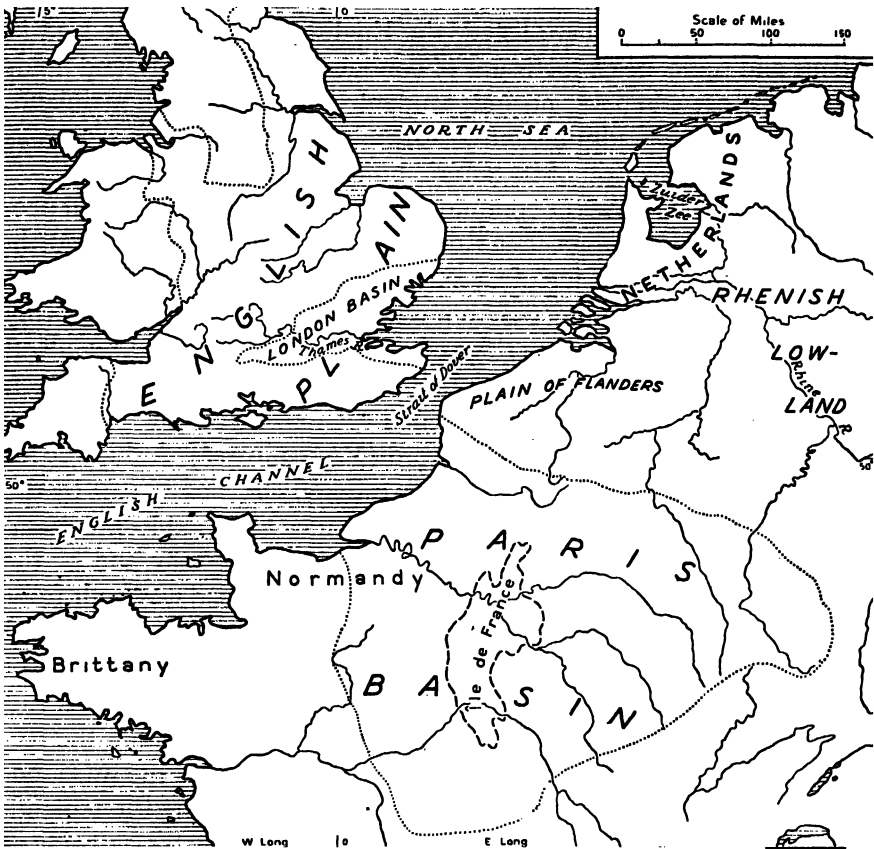 5°
0
Scale of Miles
0 50 100 150
NORTH SEA
ENGLISH
PLAIN
Zuider
Zee
NETHERLANDS
LONDON BASIN
Thames
RHENISH
LOW-
LAND
Rhine
R
Strait of Dover
PLAIN OF FLANDERS
50°
50°
ENGLISH CHANNEL
PARIS
BASIN
Normandy
Ile de France
Brittany
W Long
0
E Long